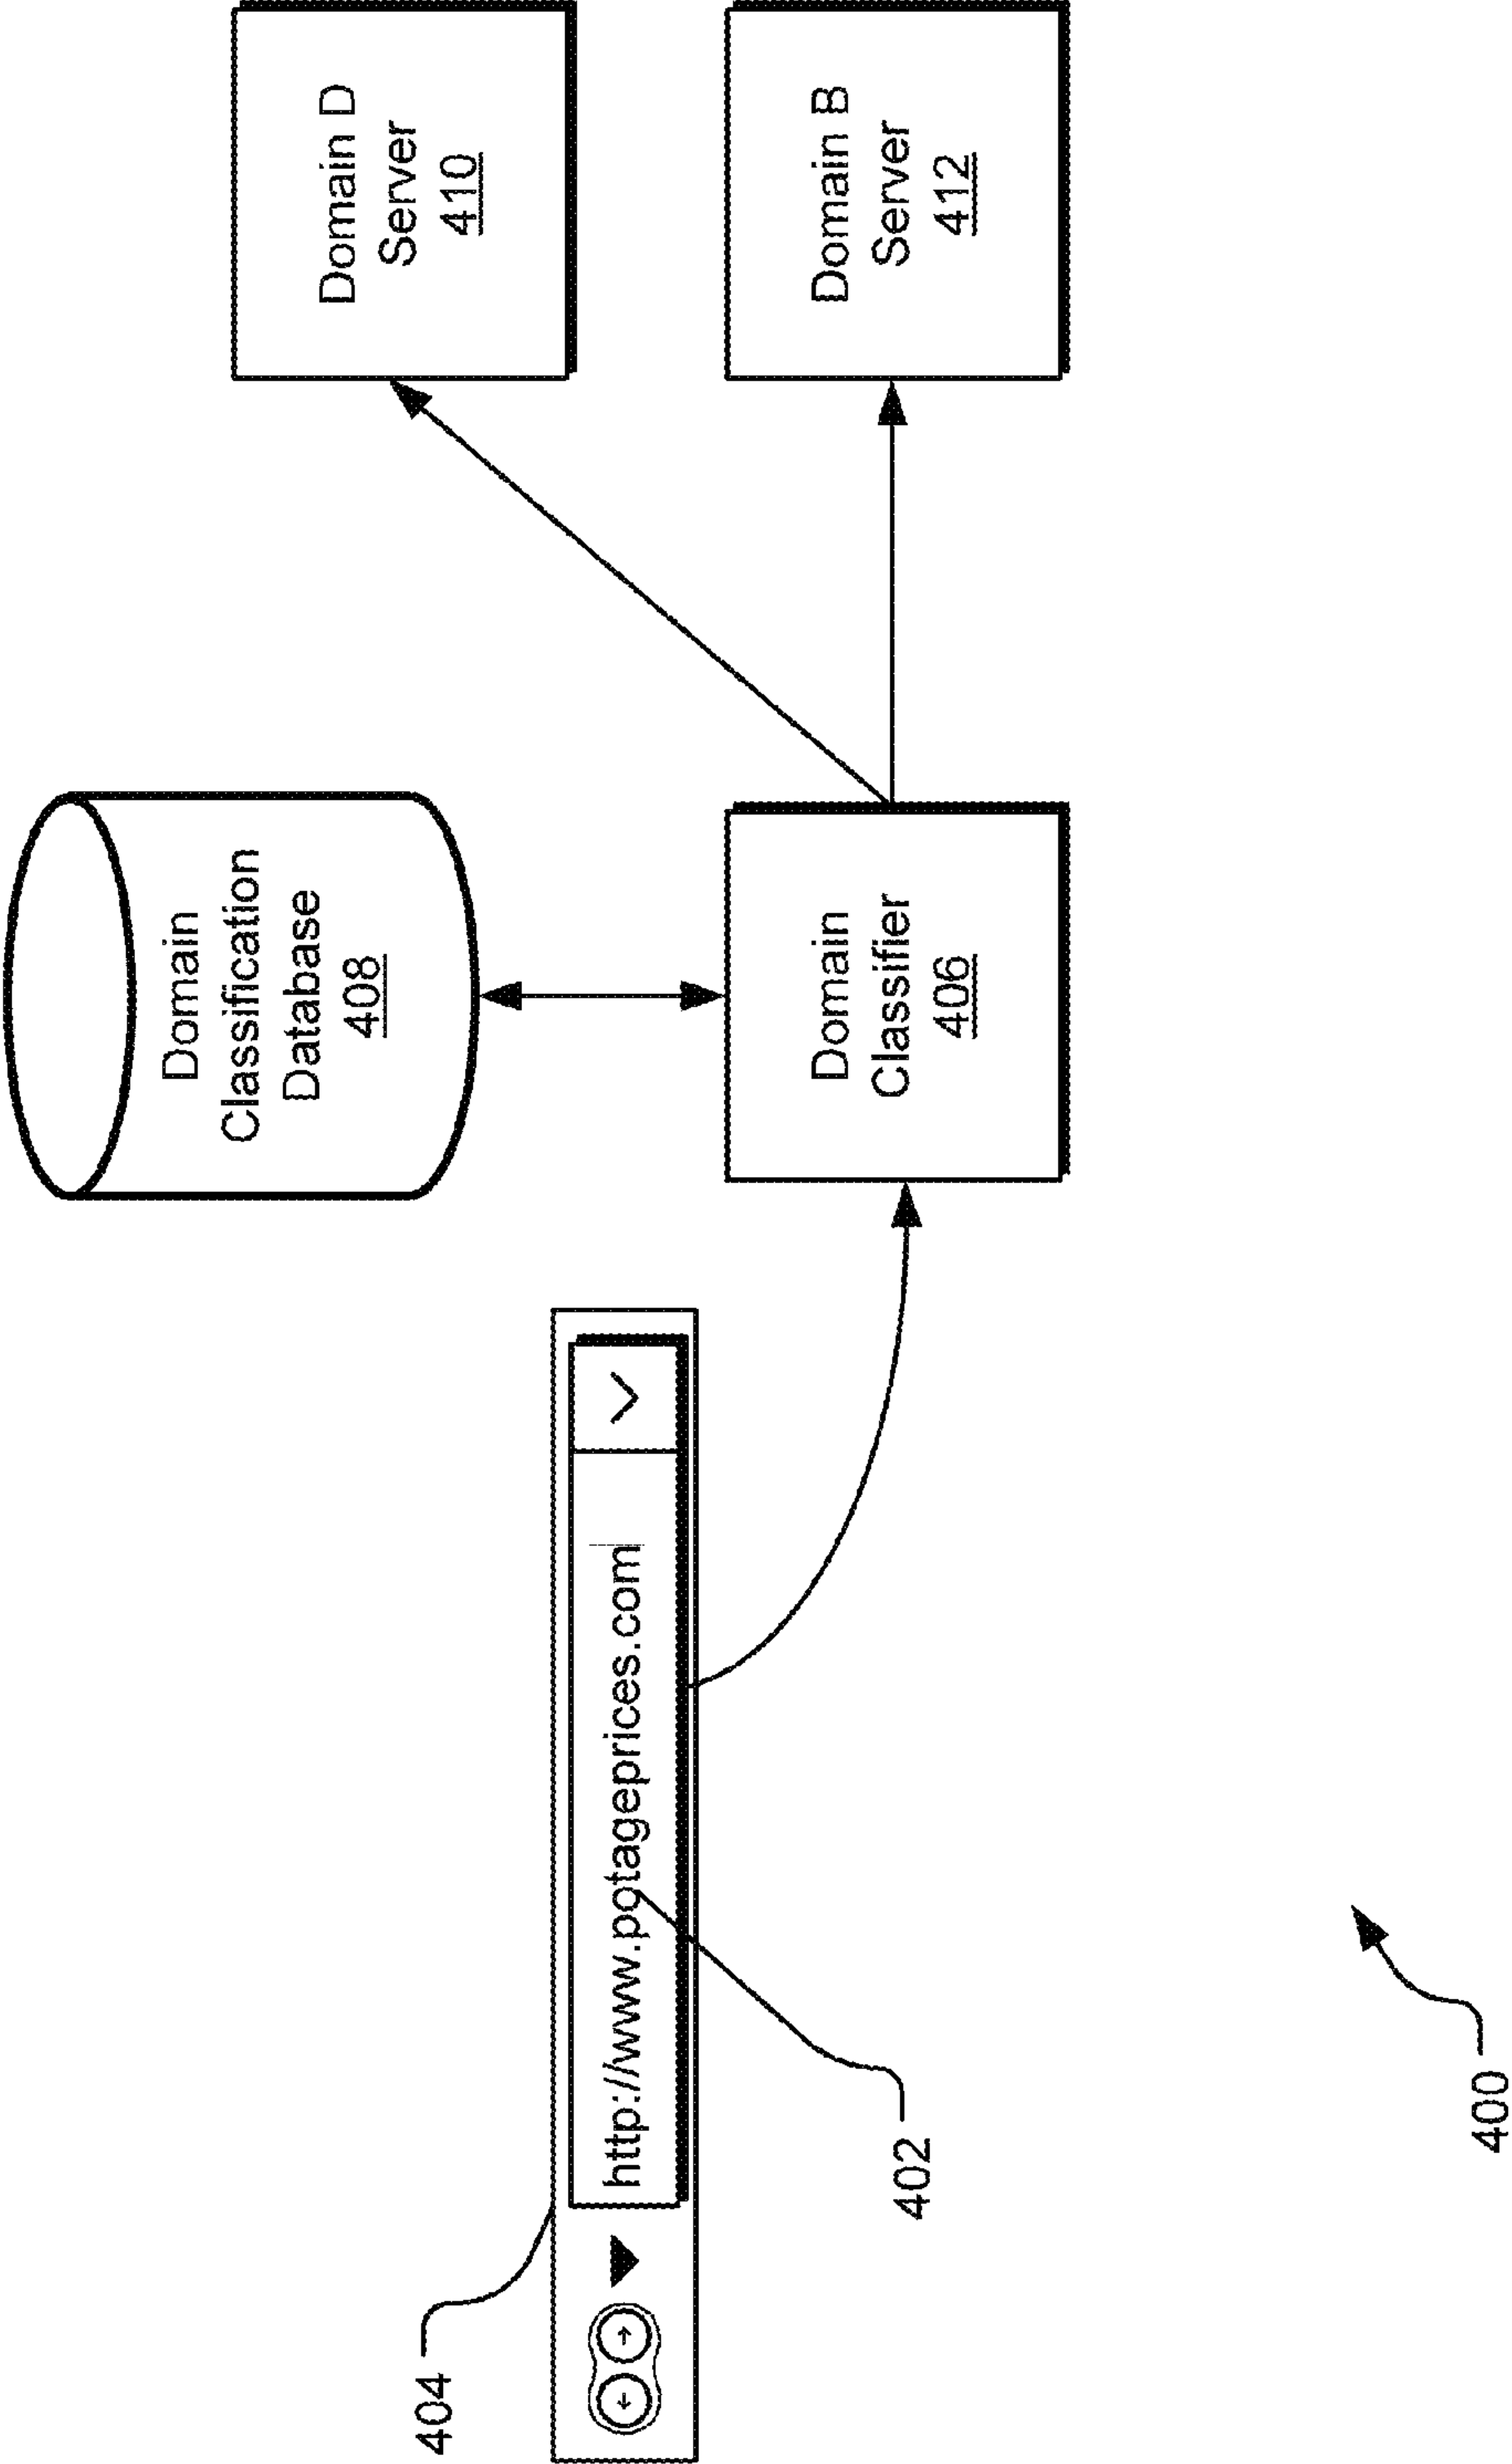 404
http://www.potageprices.com
402
400
Domain
Classification
Database
408
Domain
Classifier
406
Domain D
Server
410
Domain B
Server
412